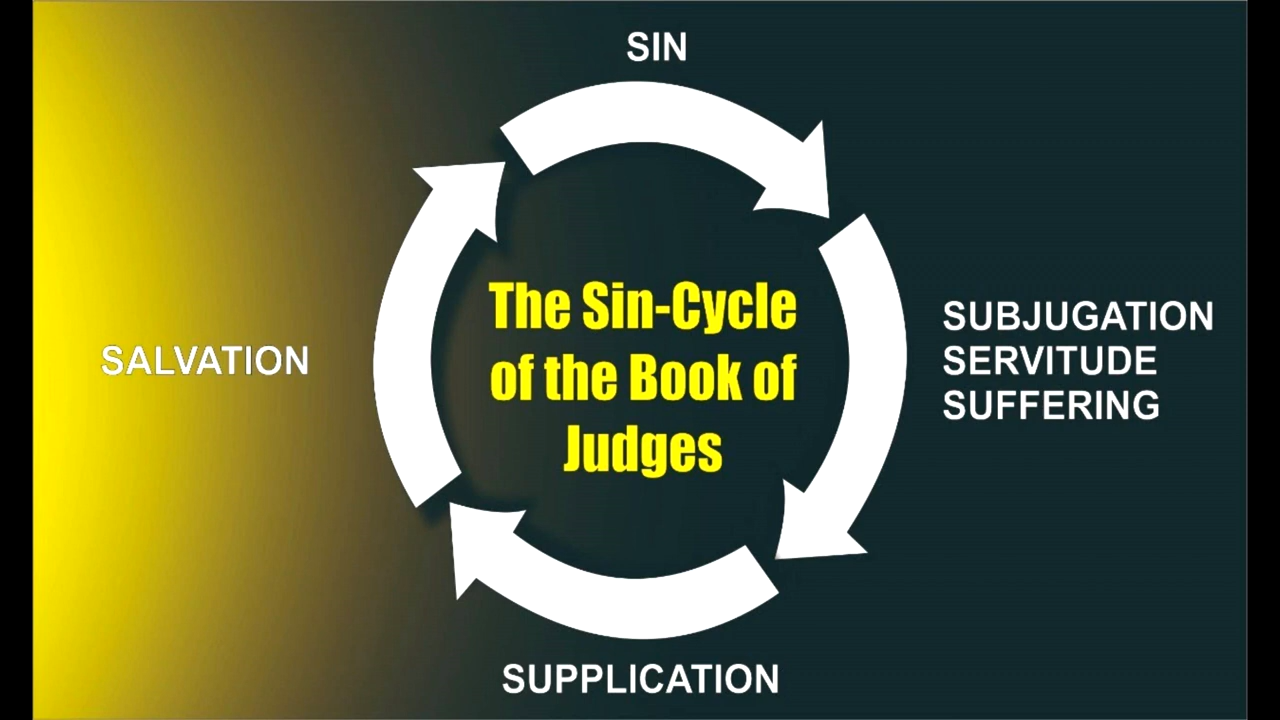 SIN
The Sin-Cycle
of the Book of
Judges
SUBJUGATION
SERVITUDE
SUFFERING
SUPPLICATION
SALVATION